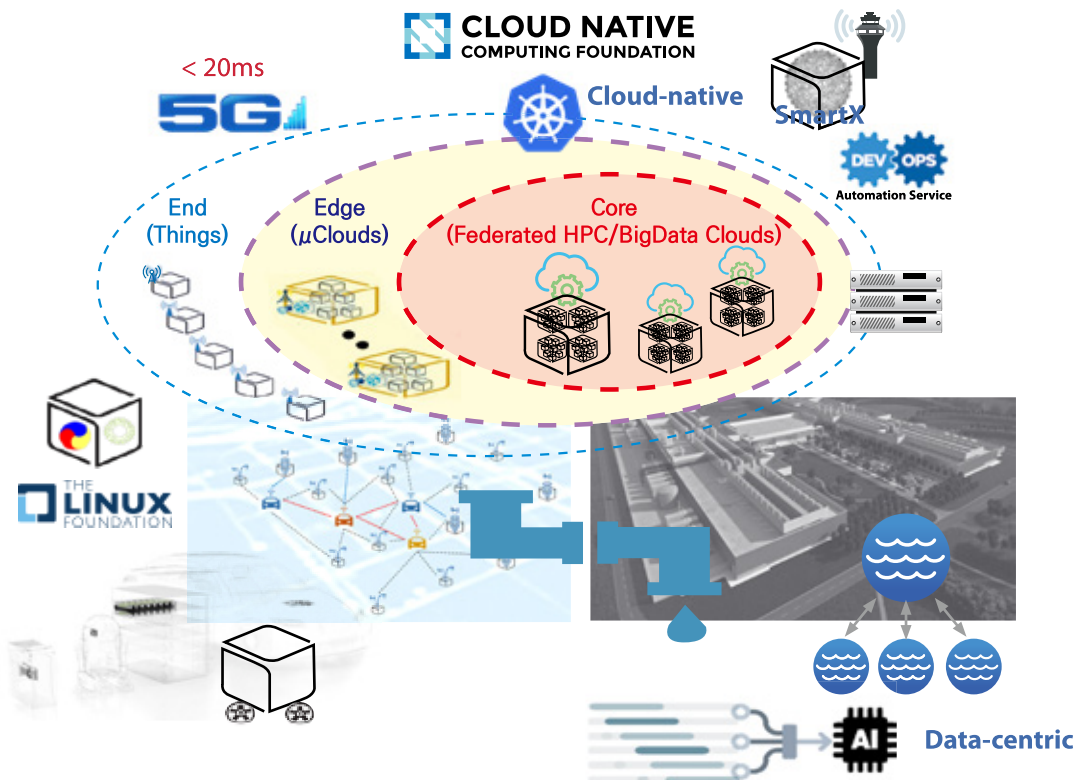 CLOUD NATIVE
COMPUTING FOUNDATION
< 20ms
5G
Cloud-native
SmartX
DEV OPS
Automation Service
End
(Things)
Edge
(μClouds)
Core
(Federated HPC/BigData Clouds)
THE
LINUX
FOUNDATION
AI
Data-centric